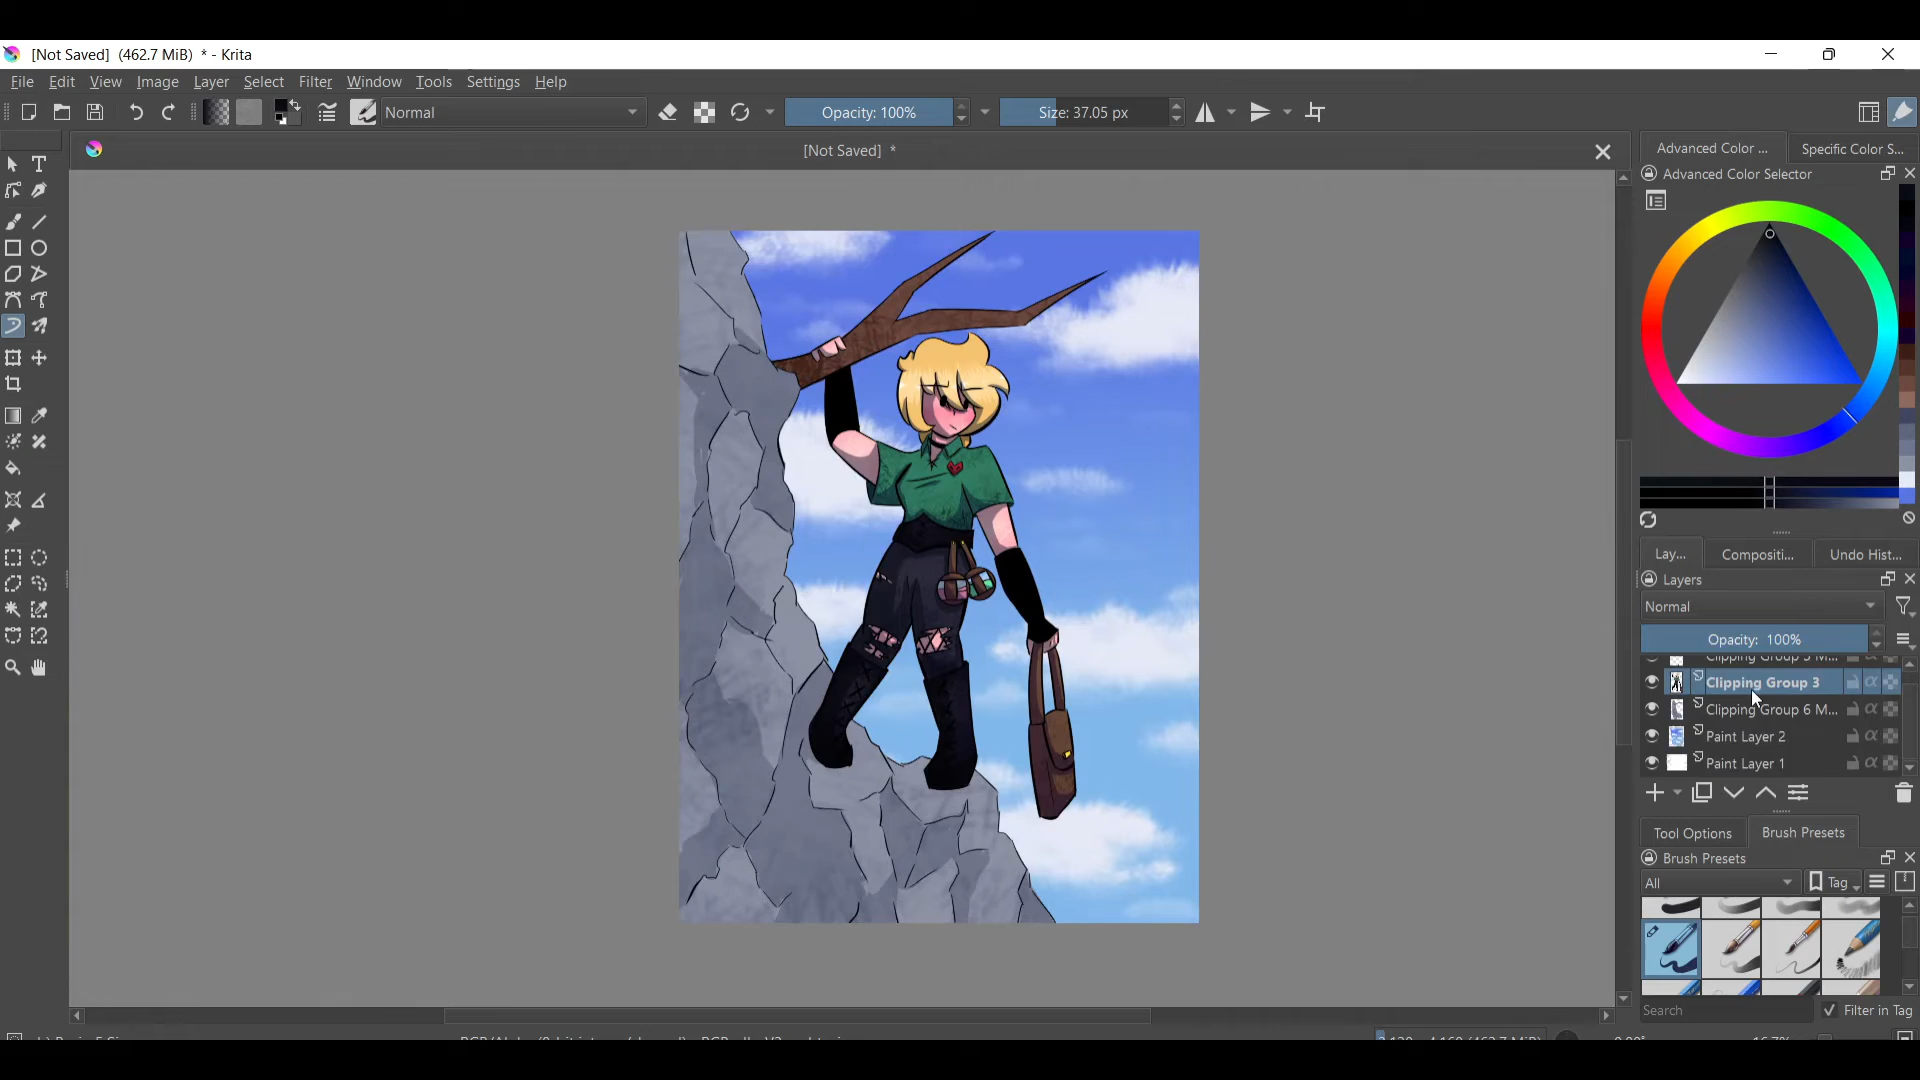 [Not Saved] (462.7 MiB) * - Krita
File Edit View Image Layer Select Filter Window Tools Settings Help
Normal Opacity: 100% Size: 37.05 px
[Not Saved] *
Advanced Color ... Specific Color S...
Advanced Color Selector
Lay... Compositi... Undo Hist...
Layers
Normal
Opacity: 100%
Clipping Group 3
Clipping Group 6 M...
Paint Layer 2
Paint Layer 1
Tool Options Brush Presets
Brush Presets
All Tag
Search Filter in Tag